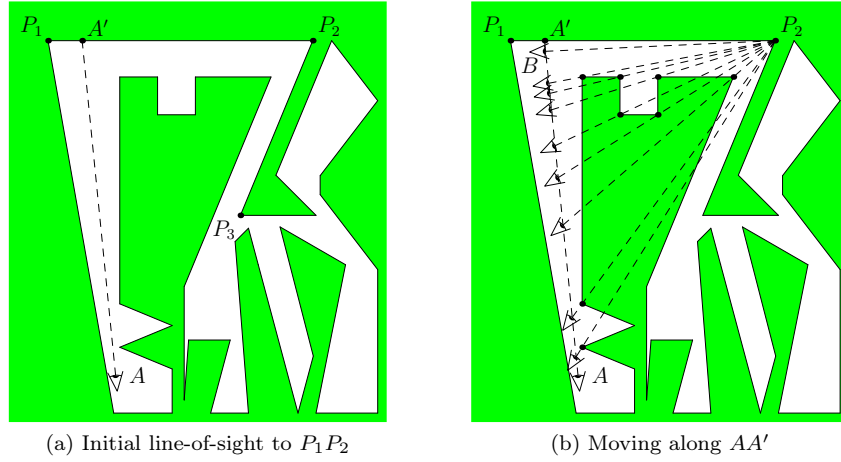 P₁ A′ P₂
P₃
A
(a) Initial line-of-sight to P₁P₂
P₁ A′ P₂
B
A
(b) Moving along AA′